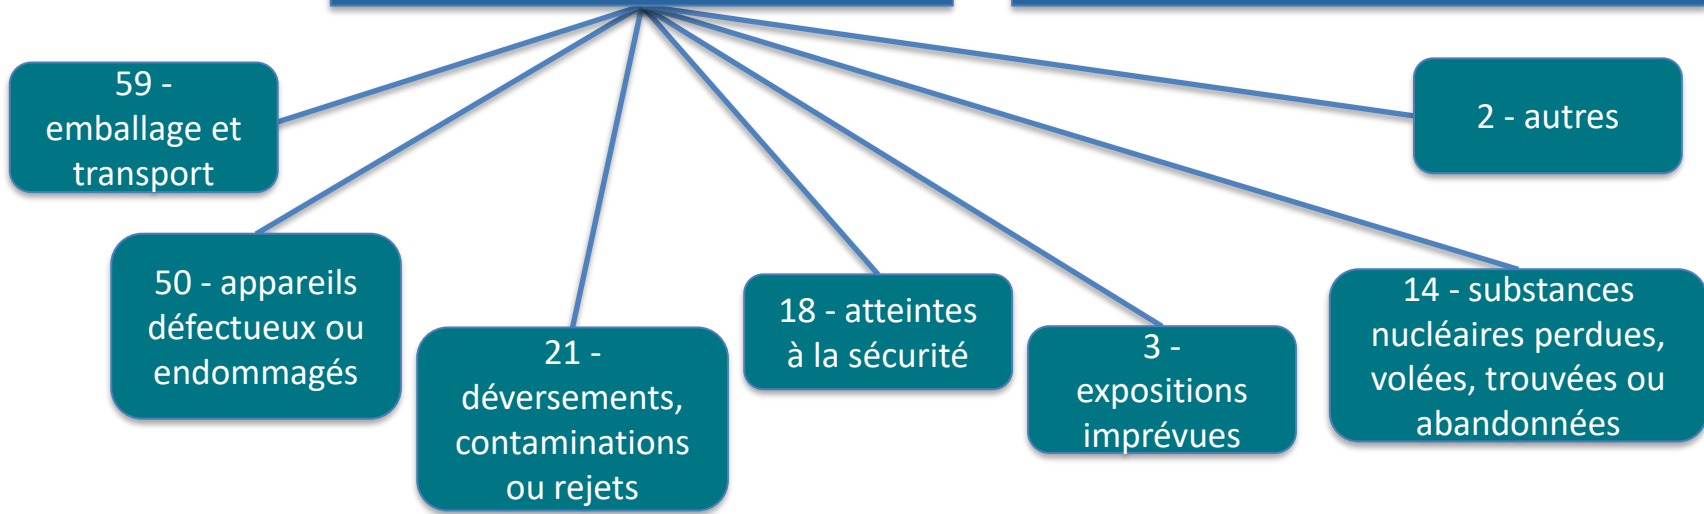 59 -
emballage et
transport
2 - autres
50 - appareils
défectueux ou
endommagés
21 -
déversements,
contaminations
ou rejets
18 - atteintes
à la sécurité
3 -
expositions
imprévues
14 - substances
nucléaires perdues,
volées, trouvées ou
abandonnées